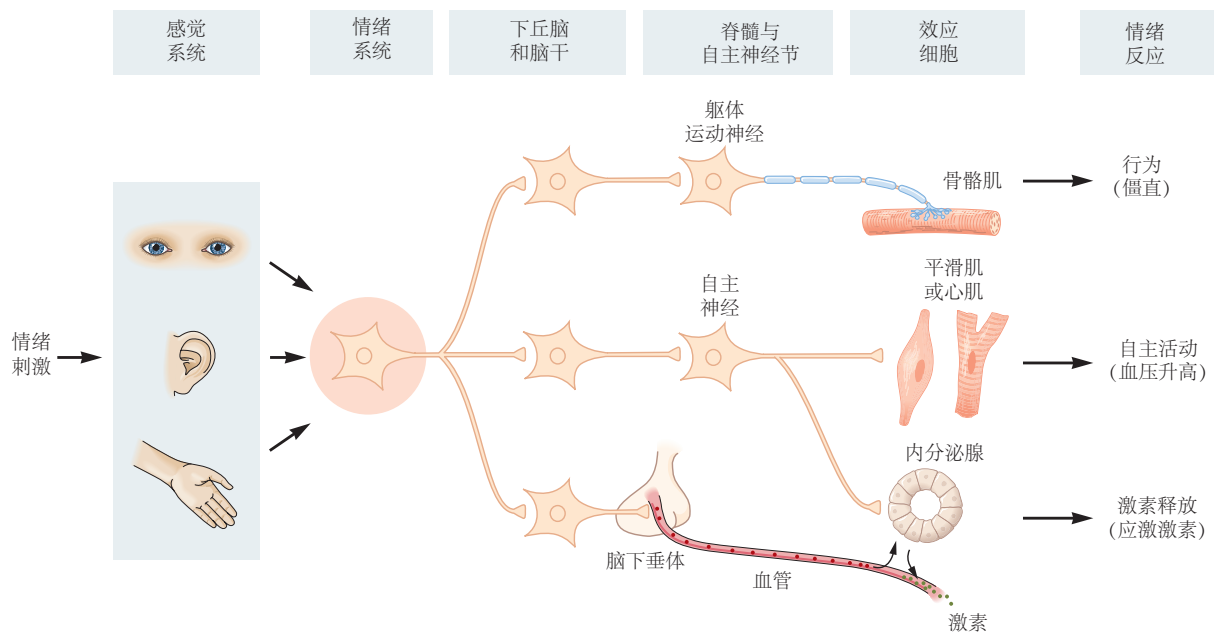 感觉
系统
情绪
系统
下丘脑
和脑干
脊髓与
自主神经节
效应
细胞
情绪
反应
躯体
运动神经
骨骼肌
行为
(僵直)
自主
神经
平滑肌
或心肌
情绪
刺激
自主活动
(血压升高)
内分泌腺
激素释放
(应激激素)
脑下垂体
血管
激素